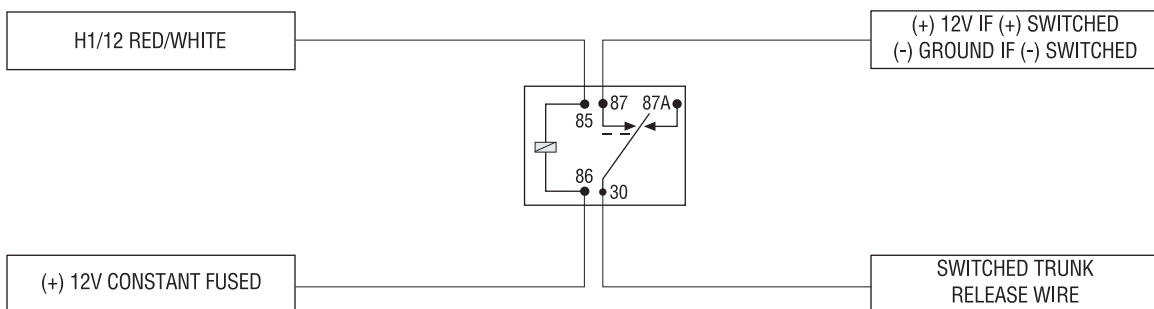 H1/12 RED/WHITE
(+) 12V IF (+) SWITCHED
(-) GROUND IF (-) SWITCHED
87
87A
85
86
30
(+) 12V CONSTANT FUSED
SWITCHED TRUNK
RELEASE WIRE